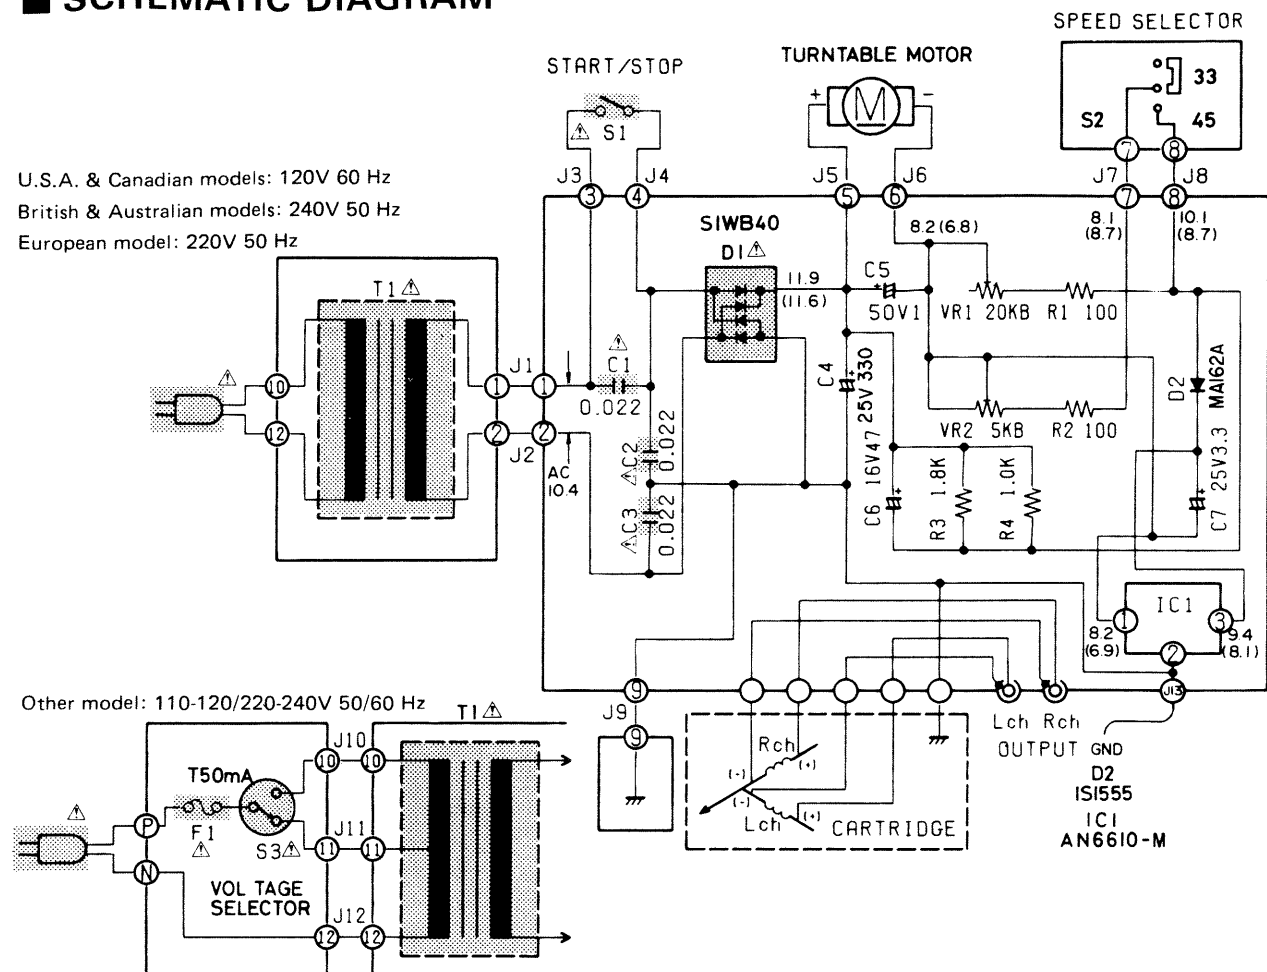 SCHEMATIC DIAGRAM
SPEED SELECTOR
START/STOP
TURNTABLE MOTOR
+ M -
33
S2 45
7 8
S1
U.S.A. & Canadian models: 120V 60 Hz
British & Australian models: 240V 50 Hz
European model: 220V 50 Hz
J3 3 4 J4
J5 5 6 J6
J7 7 8 J8
8.1
(8.7)
10.1
(8.7)
S1WB40
D1
8.2(6.8)
11.9
(11.6)
C5
50V1
VR1 20KB R1 100
T1
C1
0.022
J1
10 1 1
12 2 2
J2
AC
10.4
C2 0.022
C3 0.022
C4 25V 330
VR2 5KB R2 100
D2 MA162A
C6 16V47
R3 1.8K
R4 1.0K
C7 25V3.3
IC1
1 2 3
8.2
(6.9)
9.4
(8.1)
9
J9
9
J13
Lch Rch
OUTPUT GND
D2
1S1555
IC1
AN6610-M
Rch
(-) (+)
(-) (+)
Lch
CARTRIDGE
Other model: 110-120/220-240V 50/60 Hz
T1
J10
10 10
T50mA
P
F1
S3
J11
11 11
N
VOLTAGE
SELECTOR
J12
12 12